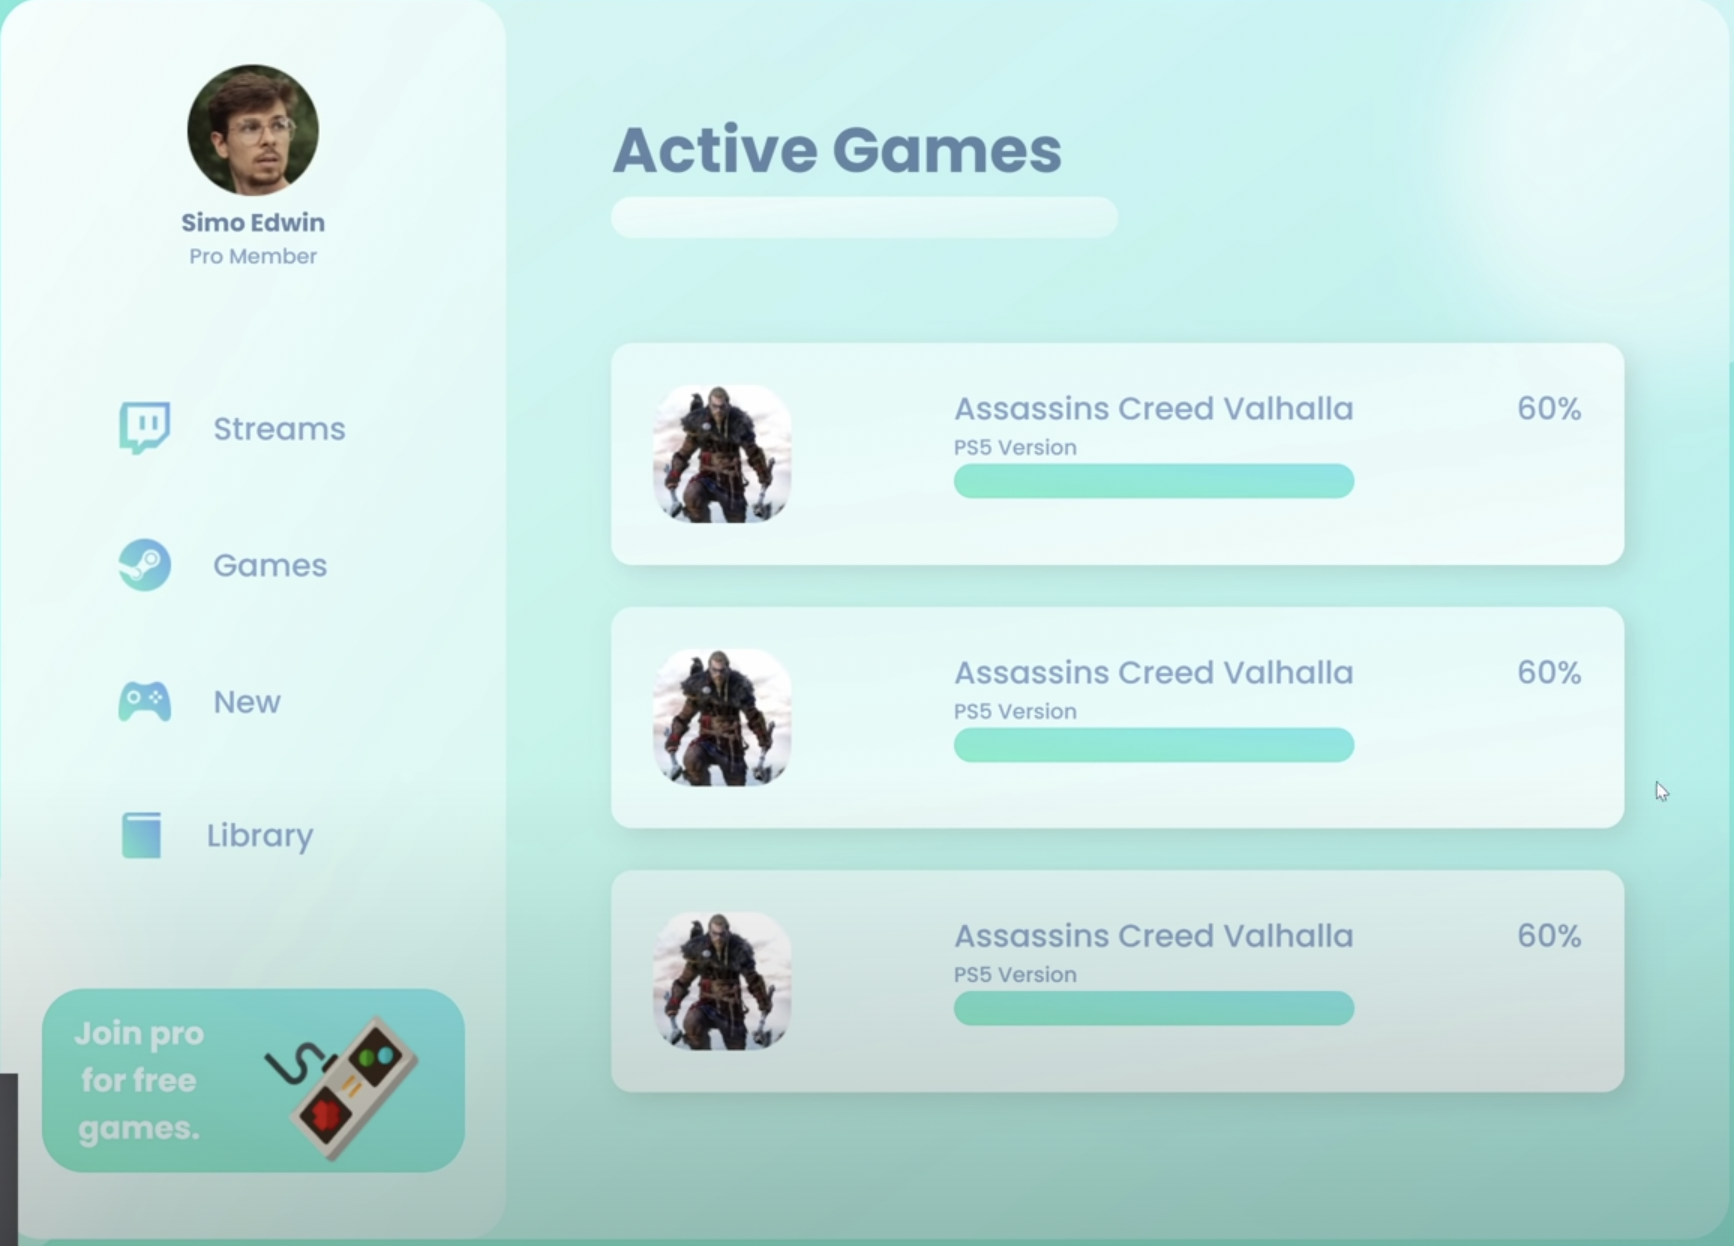 Simo Edwin
Pro Member
Streams
Games
New
Library
Join pro
for free
games.
Active Games
Assassins Creed Valhalla
60%
PS5 Version
Assassins Creed Valhalla
60%
PS5 Version
Assassins Creed Valhalla
60%
PS5 Version